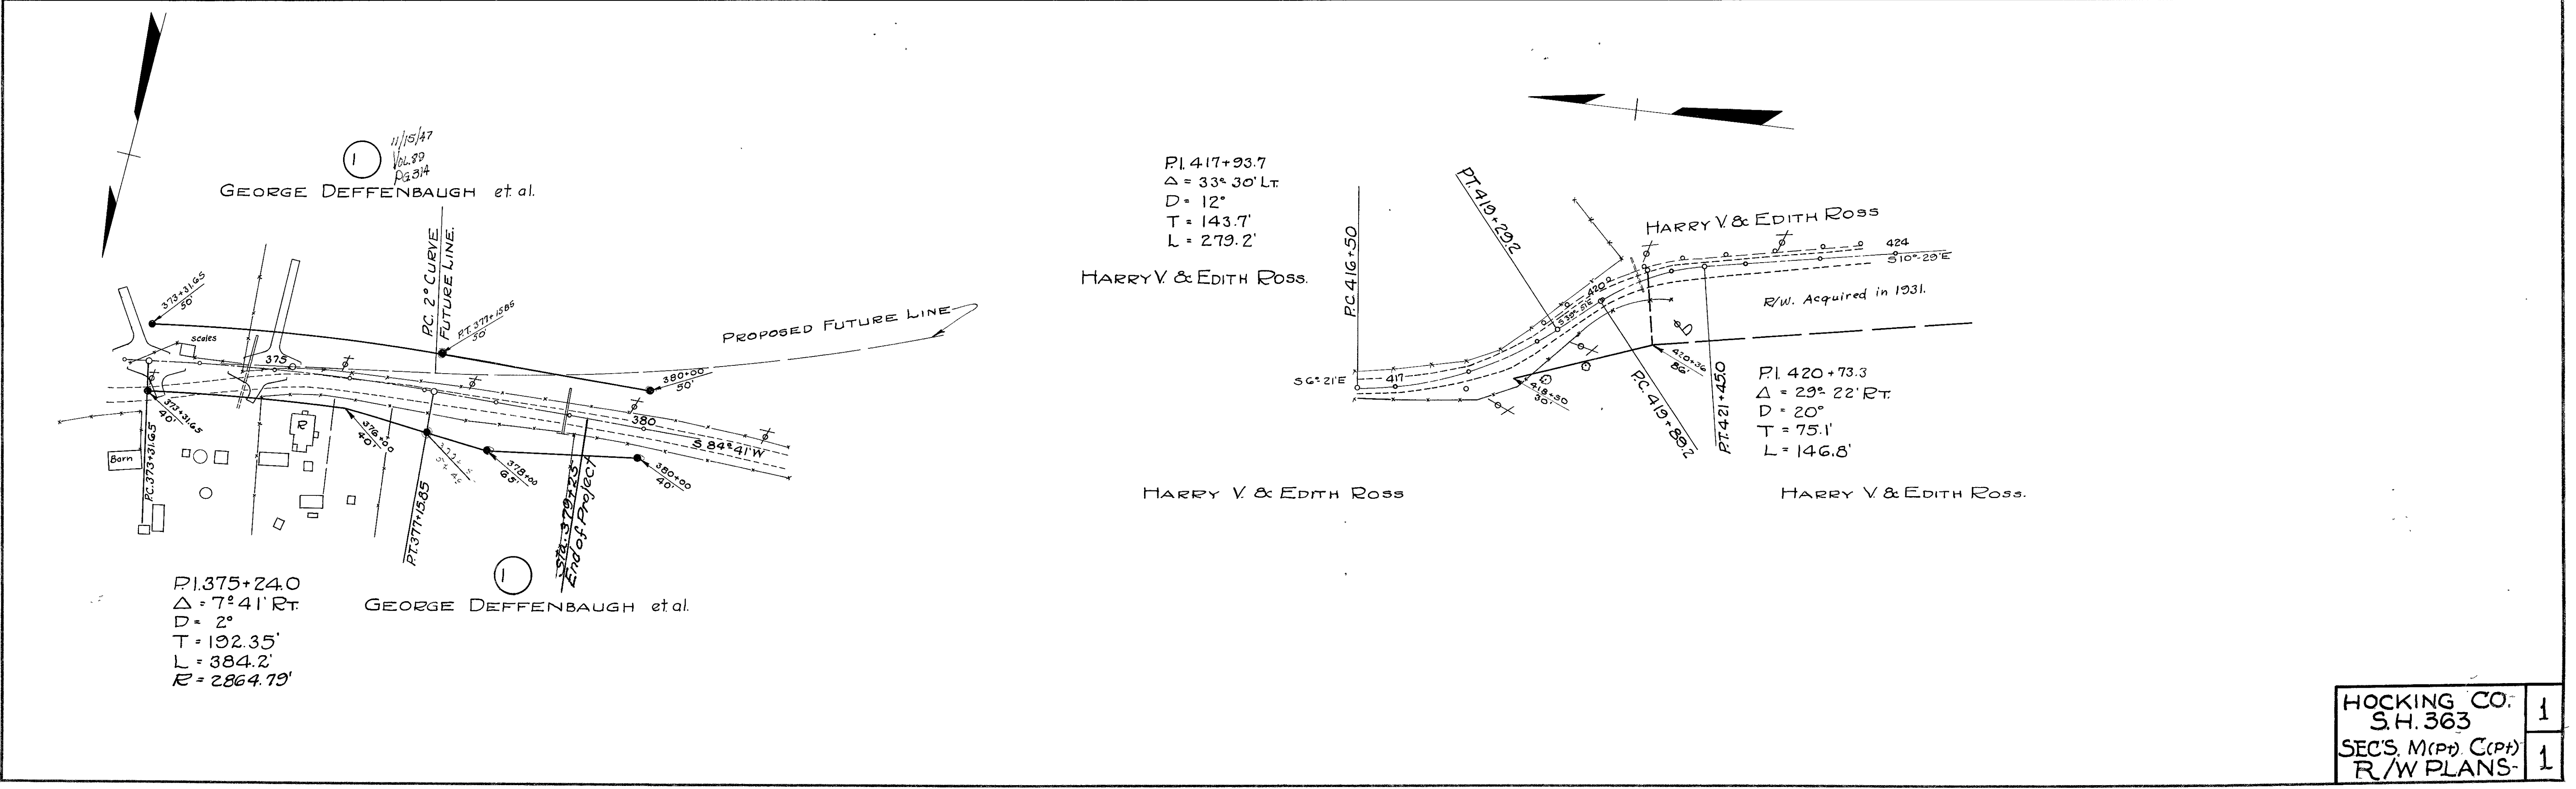 1
11/15/47
VOL.89
PG 314
GEORGE DEFFENBAUGH et. al.
P.C. 2° CURVE
FUTURE LINE.
373+31.65
50'
P.T. 377+15.85
50'
PROPOSED FUTURE LINE
scales
375
380+00
50'
380
S 84°41'W
373+31.65
40'
P.C. 373+31.65
Barn
R
376+00
40'
378+00
65'
380+00
40'
P.T. 377+15.85
Sta. 379+25
End of Project
1
GEORGE DEFFENBAUGH et. al.
P.I. 375+24.0
Δ = 7° 41' RT.
D = 2°
T = 192.35'
L = 384.2'
R = 2864.79'
P.I. 417+93.7
Δ = 33° 30' LT.
D = 12°
T = 143.7'
L = 279.2'
HARRY V. & EDITH ROSS.
P.C. 416+50
P.T. 419+29.2
HARRY V. & EDITH ROSS
424
S 10°-29'E
420
S 39° 51'E
R/W. Acquired in 1931.
S 6° 21'E
417
418+50
30'
420+36
86'
P.C. 419+89.2
P.T. 421+45.0
P.I. 420+73.3
Δ = 29° 22' RT.
D = 20°
T = 75.1'
L = 146.8'
HARRY V. & EDITH ROSS
HARRY V. & EDITH ROSS.
HOCKING CO.
S.H. 363
SEC'S. M(Pt) C(Pt)
R/W PLANS-
1
1